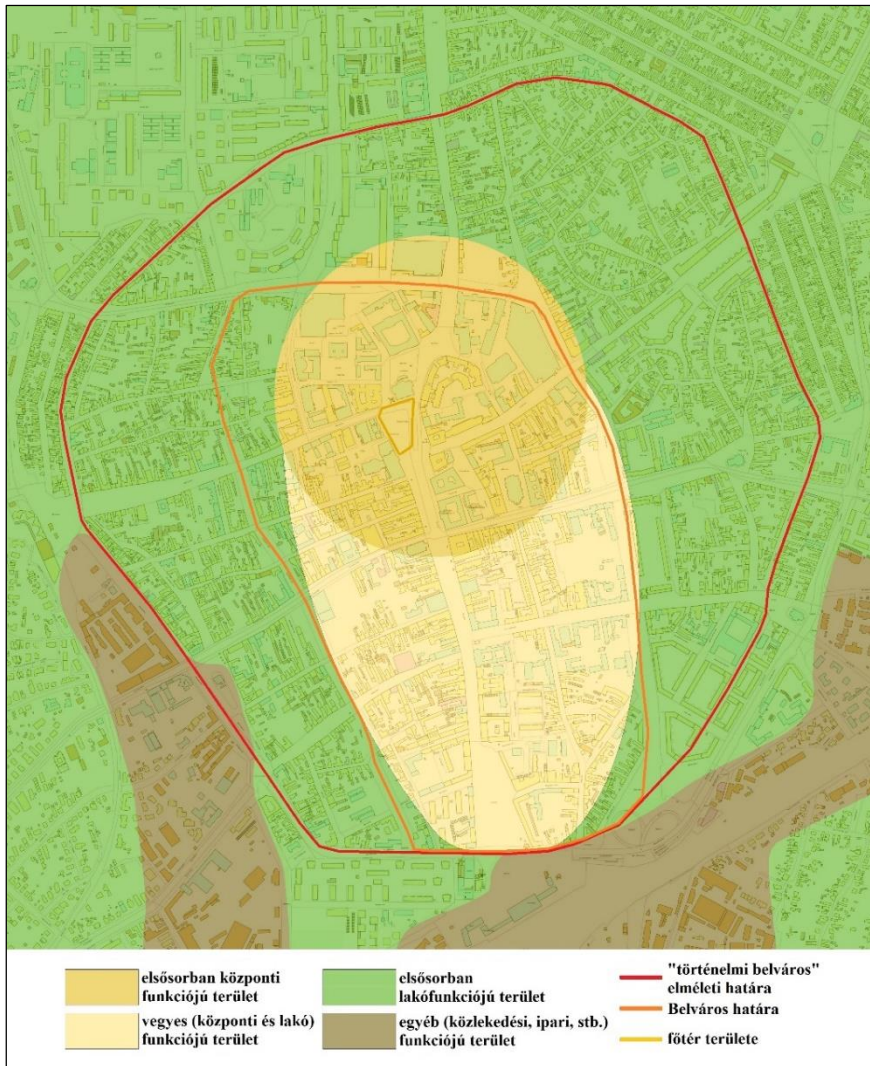 elsősorban központi
funkciójú terület
vegyes (központi és lakó)
funkciójú terület
elsősorban
lakófunkciójú terület
egyéb (közlekedési, ipari, stb.)
funkciójú terület
"történelmi belváros"
elméleti határa
Belváros határa
főtér területe